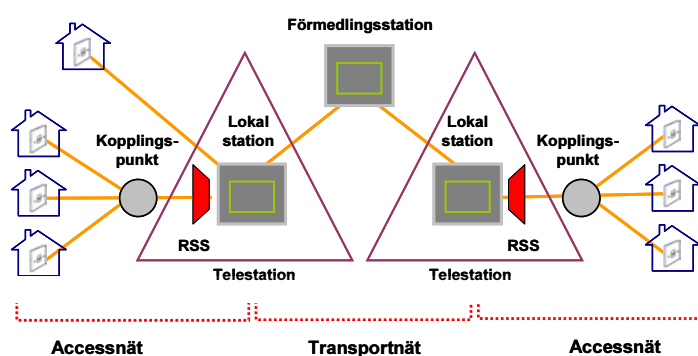 Förmedlingsstation
Lokal
station
Lokal
station
Kopplings-
punkt
Kopplings-
punkt
RSS
RSS
Telestation
Telestation
Accessnät
Transportnät
Accessnät